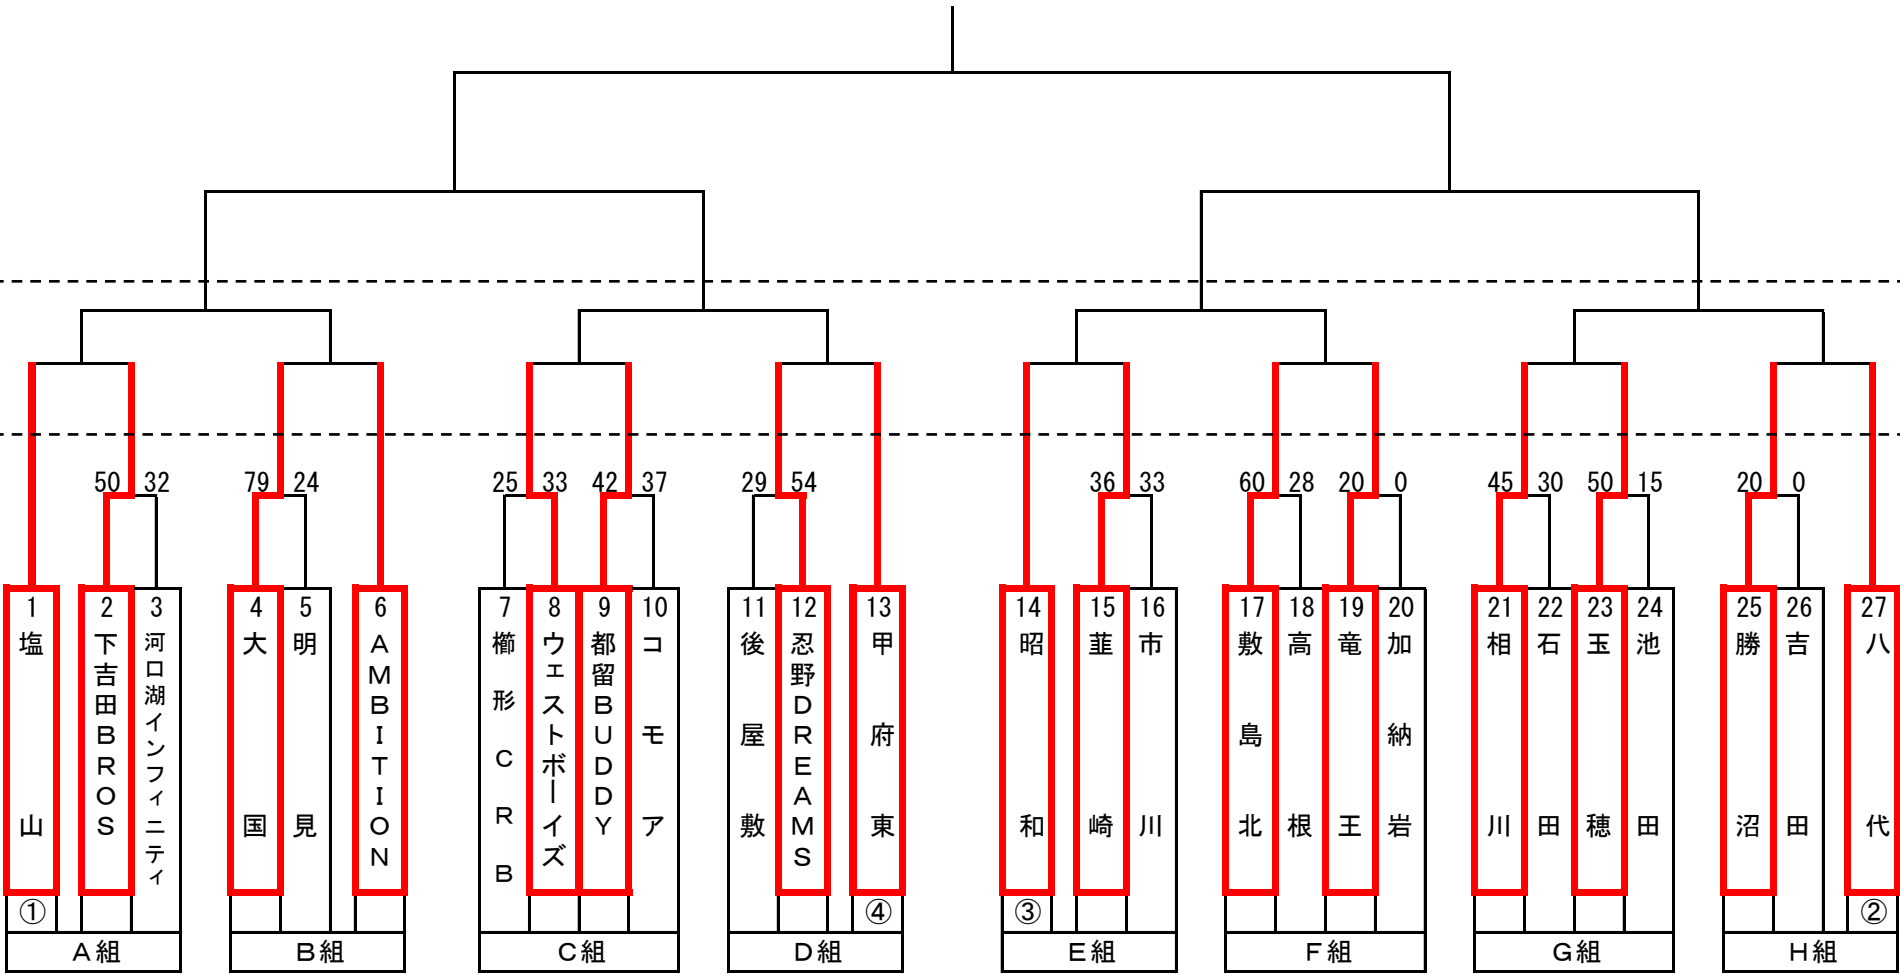 50 32 79 24 25 33 42 37 29 54 36 33 60 28 20 0 45 30 50 15 20 0
1 塩山
2 下吉田BROS
3 河口湖インフィニティ
4 大国
5 明見
6 AMBITION
7 櫛形CRB
8 ウェストボーイズ
9 都留BUDDY
10 コモア
11 後屋敷
12 忍野DREAMS
13 甲府東
14 昭和
15 韮崎
16 市川
17 敷島北
18 高根
19 竜王
20 加納岩
21 相川
22 石田
23 玉穂
24 池田
25 勝沼
26 吉田
27 八代
① ④ ③ ②
A組 B組 C組 D組 E組 F組 G組 H組